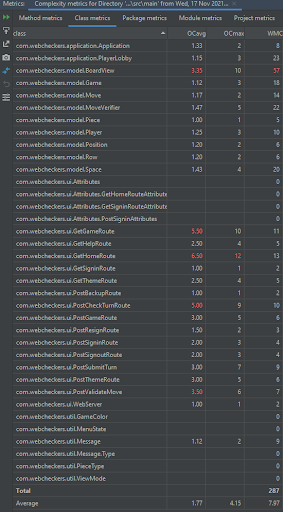 Metrics: Complexity metrics for Directory '...\src\main' from Wed, 17 Nov 2021...
Method metrics Class metrics Package metrics Module metrics Project metrics
class OCavg OCmax WMC
com.webcheckers.application.Application 1.33 2 8
com.webcheckers.application.PlayerLobby 1.15 3 23
com.webcheckers.model.BoardView 3.35 10 57
com.webcheckers.model.Game 1.12 3 18
com.webcheckers.model.Move 1.17 2 14
com.webcheckers.model.MoveVerifier 1.47 5 22
com.webcheckers.model.Piece 1.00 1 5
com.webcheckers.model.Player 1.25 3 10
com.webcheckers.model.Position 1.20 2 6
com.webcheckers.model.Row 1.20 2 6
com.webcheckers.model.Space 1.43 4 20
com.webcheckers.ui.Attributes 0
com.webcheckers.ui.Attributes.GetHomeRouteAttribute 0
com.webcheckers.ui.Attributes.GetSigninRouteAttribute 0
com.webcheckers.ui.Attributes.PostSigninAttributes 0
com.webcheckers.ui.GetGameRoute 5.50 10 11
com.webcheckers.ui.GetHelpRoute 2.50 4 5
com.webcheckers.ui.GetHomeRoute 6.50 12 13
com.webcheckers.ui.GetSigninRoute 1.00 1 2
com.webcheckers.ui.GetThemeRoute 2.50 4 5
com.webcheckers.ui.PostBackupRoute 1.00 1 2
com.webcheckers.ui.PostCheckTurnRoute 5.00 9 10
com.webcheckers.ui.PostGameRoute 3.00 5 6
com.webcheckers.ui.PostResignRoute 1.50 2 3
com.webcheckers.ui.PostSigninRoute 2.00 3 4
com.webcheckers.ui.PostSignoutRoute 2.00 3 4
com.webcheckers.ui.PostSubmitTurn 3.00 7 9
com.webcheckers.ui.PostThemeRoute 3.00 5 6
com.webcheckers.ui.PostValidateMove 3.50 6 7
com.webcheckers.ui.WebServer 1.00 1 2
com.webcheckers.util.GameColor
com.webcheckers.util.MenuState 0
com.webcheckers.util.Message 1.12 2 9
com.webcheckers.util.Message.Type
com.webcheckers.util.PieceType
com.webcheckers.util.ViewMode 0
Total 287
Average 1.77 4.15 7.97